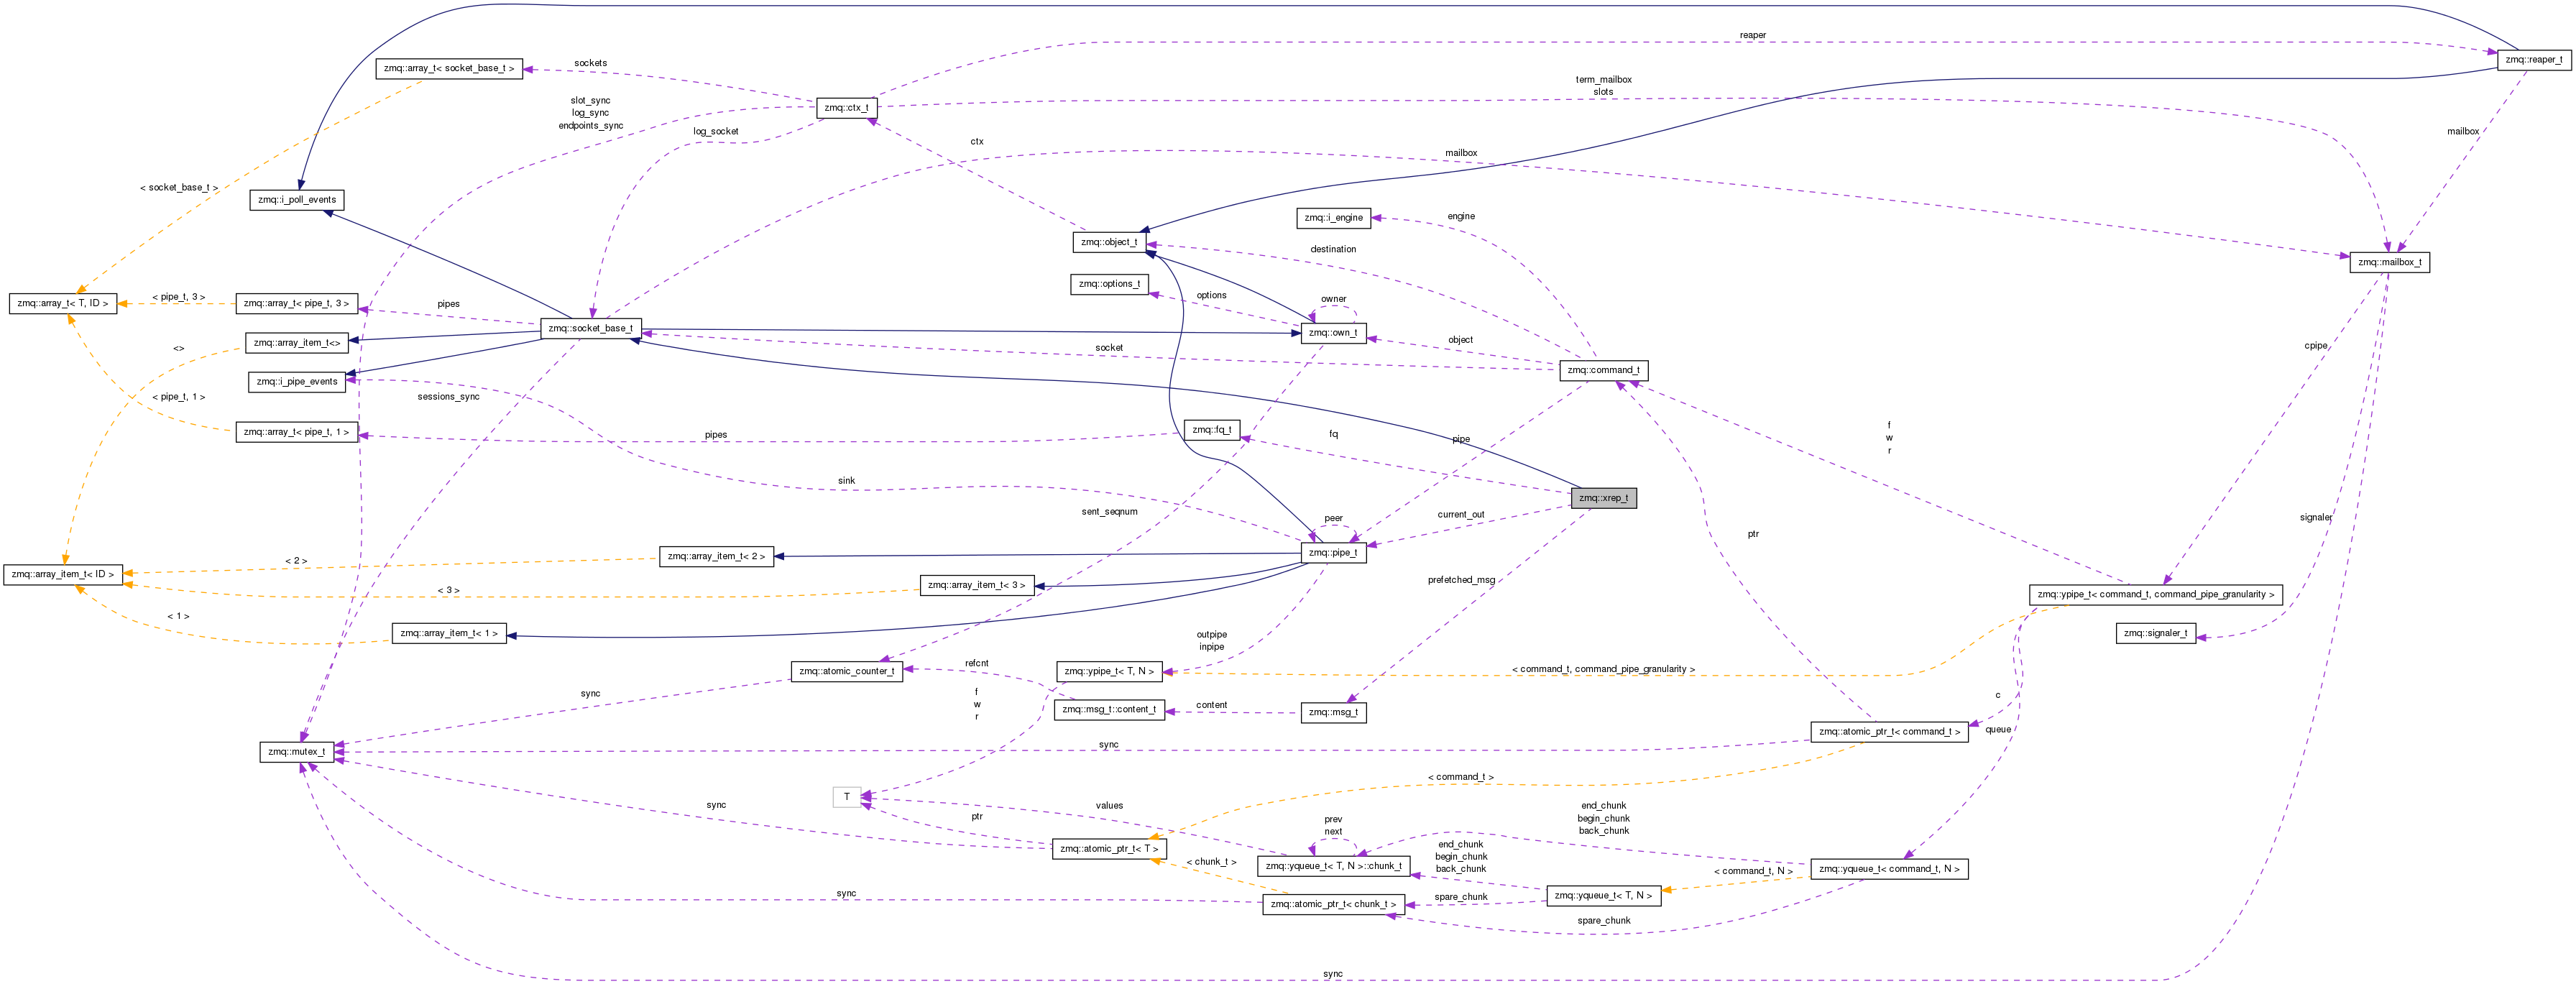 reaper
zmq::reaper_t
sockets
zmq::array_t< socket_base_t >
term_mailbox
slots
zmq::ctx_t
slot_sync
log_sync
endpoints_sync
log_socket
mailbox
ctx
mailbox
< socket_base_t >
zmq::i_poll_events
zmq::i_engine
engine
zmq::object_t
destination
zmq::mailbox_t
zmq::options_t
options
owner
zmq::array_t< T, ID >
< pipe_t, 3 >
zmq::array_t< pipe_t, 3 >
pipes
zmq::socket_base_t
zmq::own_t
object
zmq::array_item_t<>
<>
socket
cpipe
zmq::command_t
zmq::i_pipe_events
< pipe_t, 1 >
sessions_sync
zmq::array_t< pipe_t, 1 >
pipes
zmq::fq_t
fq
pipe
f
w
r
sink
zmq::xrep_t
sent_seqnum
current_out
peer
signaler
ptr
zmq::pipe_t
zmq::array_item_t< 2 >
< 2 >
zmq::array_item_t< ID >
zmq::array_item_t< 3 >
< 3 >
prefetched_msg
zmq::ypipe_t< command_t, command_pipe_granularity >
< 1 >
zmq::array_item_t< 1 >
outpipe
inpipe
zmq::signaler_t
refcnt
zmq::atomic_counter_t
zmq::ypipe_t< T, N >
< command_t, command_pipe_granularity >
sync
f
w
r
zmq::msg_t::content_t
content
zmq::msg_t
c
queue
zmq::atomic_ptr_t< command_t >
zmq::mutex_t
sync
< command_t >
T
values
sync
ptr
end_chunk
begin_chunk
back_chunk
prev
next
zmq::atomic_ptr_t< T >
< chunk_t >
zmq::yqueue_t< T, N >::chunk_t
end_chunk
begin_chunk
back_chunk
zmq::yqueue_t< command_t, N >
< command_t, N >
sync
zmq::atomic_ptr_t< chunk_t >
spare_chunk
zmq::yqueue_t< T, N >
spare_chunk
sync